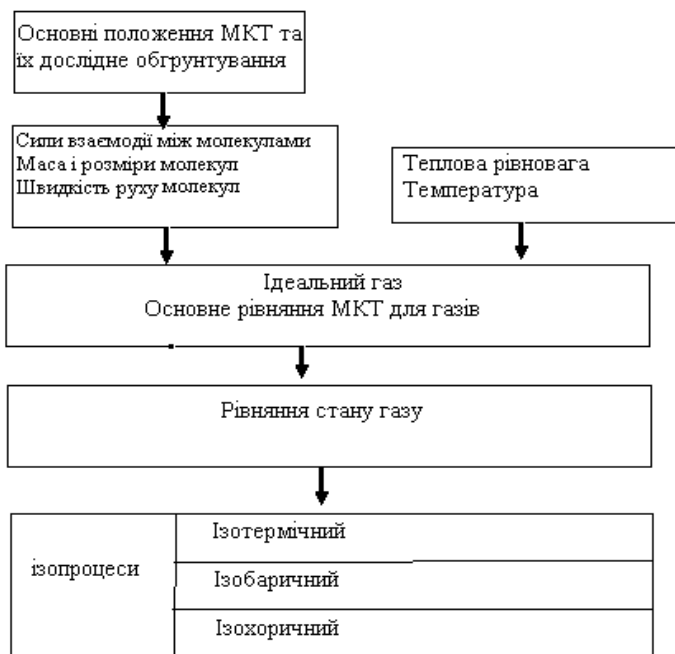 Основні положення МКТ та
їх дослідне обгрунтування
Сили взаємодії між молекулами
Маса і розміри молекул
Швидкість руху молекул
Теплова рівновага
Температура
Ідеальний газ
Основне рівняння МКТ для газів
Рівняння стану газу
ізопроцеси
Ізотермічний
Ізобаричний
Ізохоричний